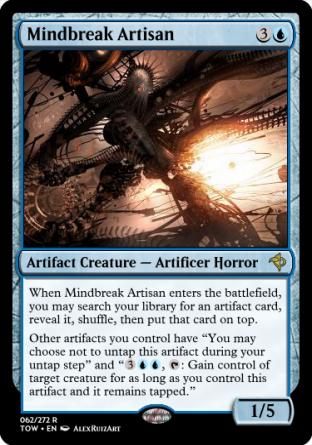 Mindbreak Artisan 3U
Artifact Creature — Artificer Horror
When Mindbreak Artisan enters the battlefield,
you may search your library for an artifact card,
reveal it, shuffle, then put that card on top.
Other artifacts you control have “You may
choose not to untap this artifact during your
untap step” and “3UU, T: Gain control of
target creature for as long as you control this
artifact and it remains tapped.”
1/5
062/272 R
TOW • EN AlexRuizArt